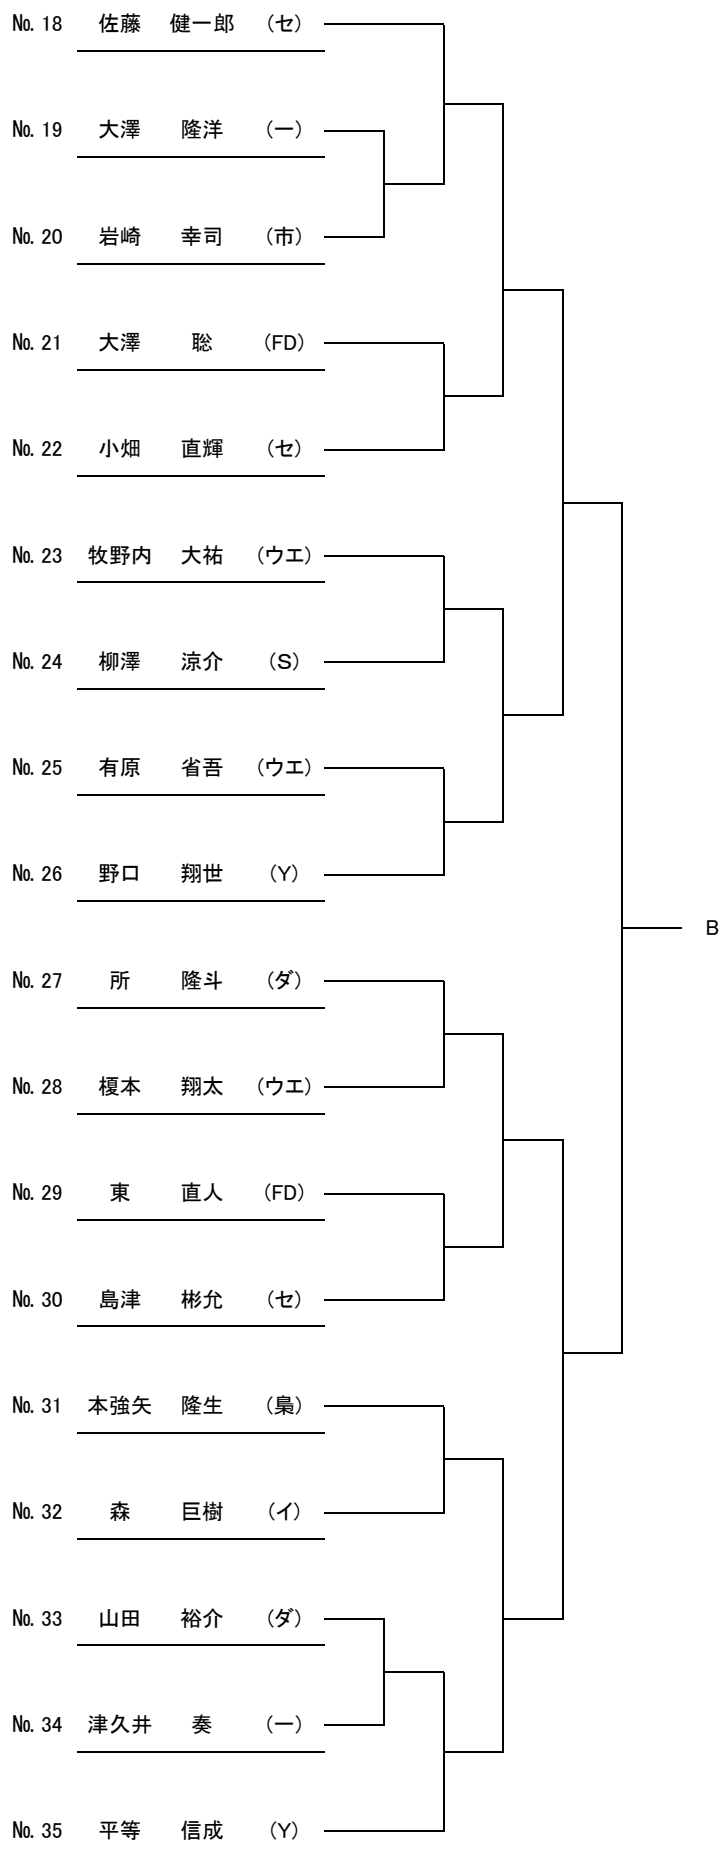 № 18 佐藤 健一郎 (セ)
№ 19 大澤 隆洋 (一)
№ 20 岩崎 幸司 (市)
№ 21 大澤 聡 (FD)
№ 22 小畑 直輝 (セ)
№ 23 牧野内 大祐 (ウエ)
№ 24 柳澤 涼介 (S)
№ 25 有原 省吾 (ウエ)
№ 26 野口 翔世 (Y)
B
№ 27 所 隆斗 (ダ)
№ 28 榎本 翔太 (ウエ)
№ 29 東 直人 (FD)
№ 30 島津 彬允 (セ)
№ 31 本強矢 隆生 (梟)
№ 32 森 巨樹 (イ)
№ 33 山田 裕介 (ダ)
№ 34 津久井 奏 (一)
№ 35 平等 信成 (Y)